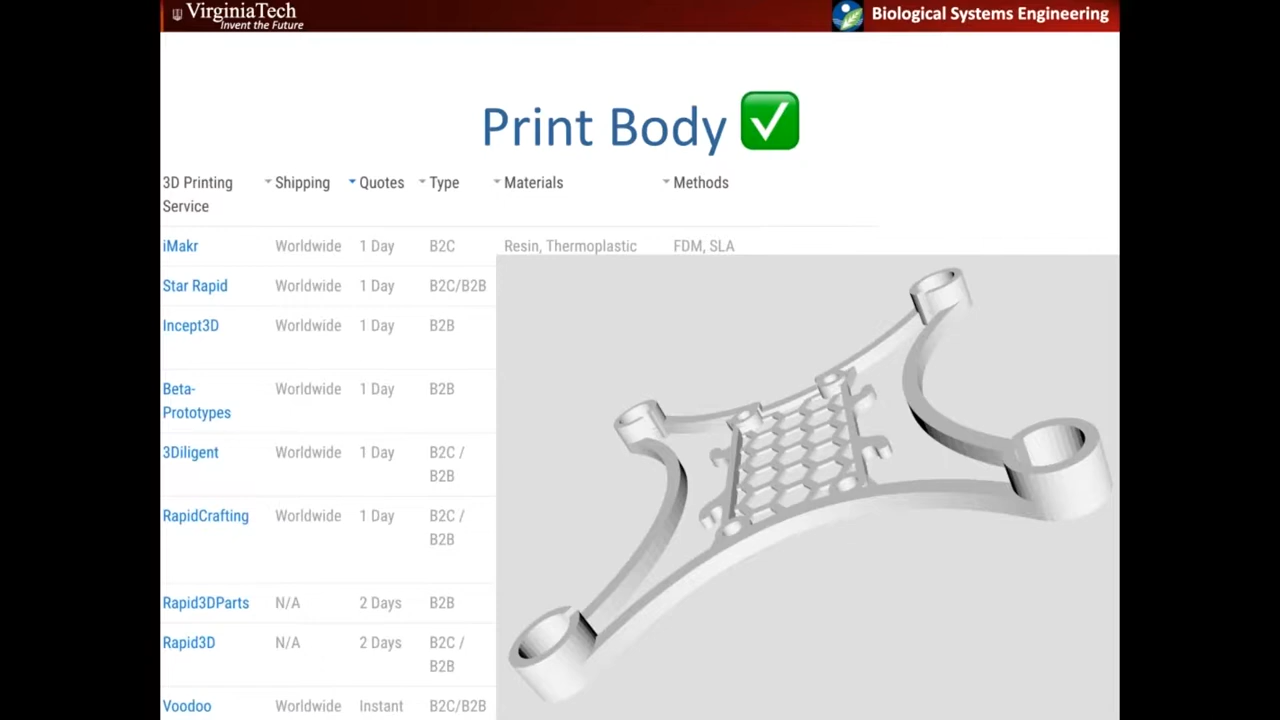 VirginiaTech
Invent the Future
Biological Systems Engineering
Print Body
3D Printing Service
Shipping
Quotes
Type
Materials
Methods
iMakr Worldwide 1 Day B2C Resin, Thermoplastic FDM, SLA
Star Rapid Worldwide 1 Day B2C/B2B
Incept3D Worldwide 1 Day B2B
Beta- Worldwide 1 Day B2B
Prototypes
3Diligent Worldwide 1 Day B2C /
B2B
RapidCrafting Worldwide 1 Day B2C /
B2B
Rapid3DParts N/A 2 Days B2B
Rapid3D N/A 2 Days B2C /
B2B
Voodoo Worldwide Instant B2C/B2B